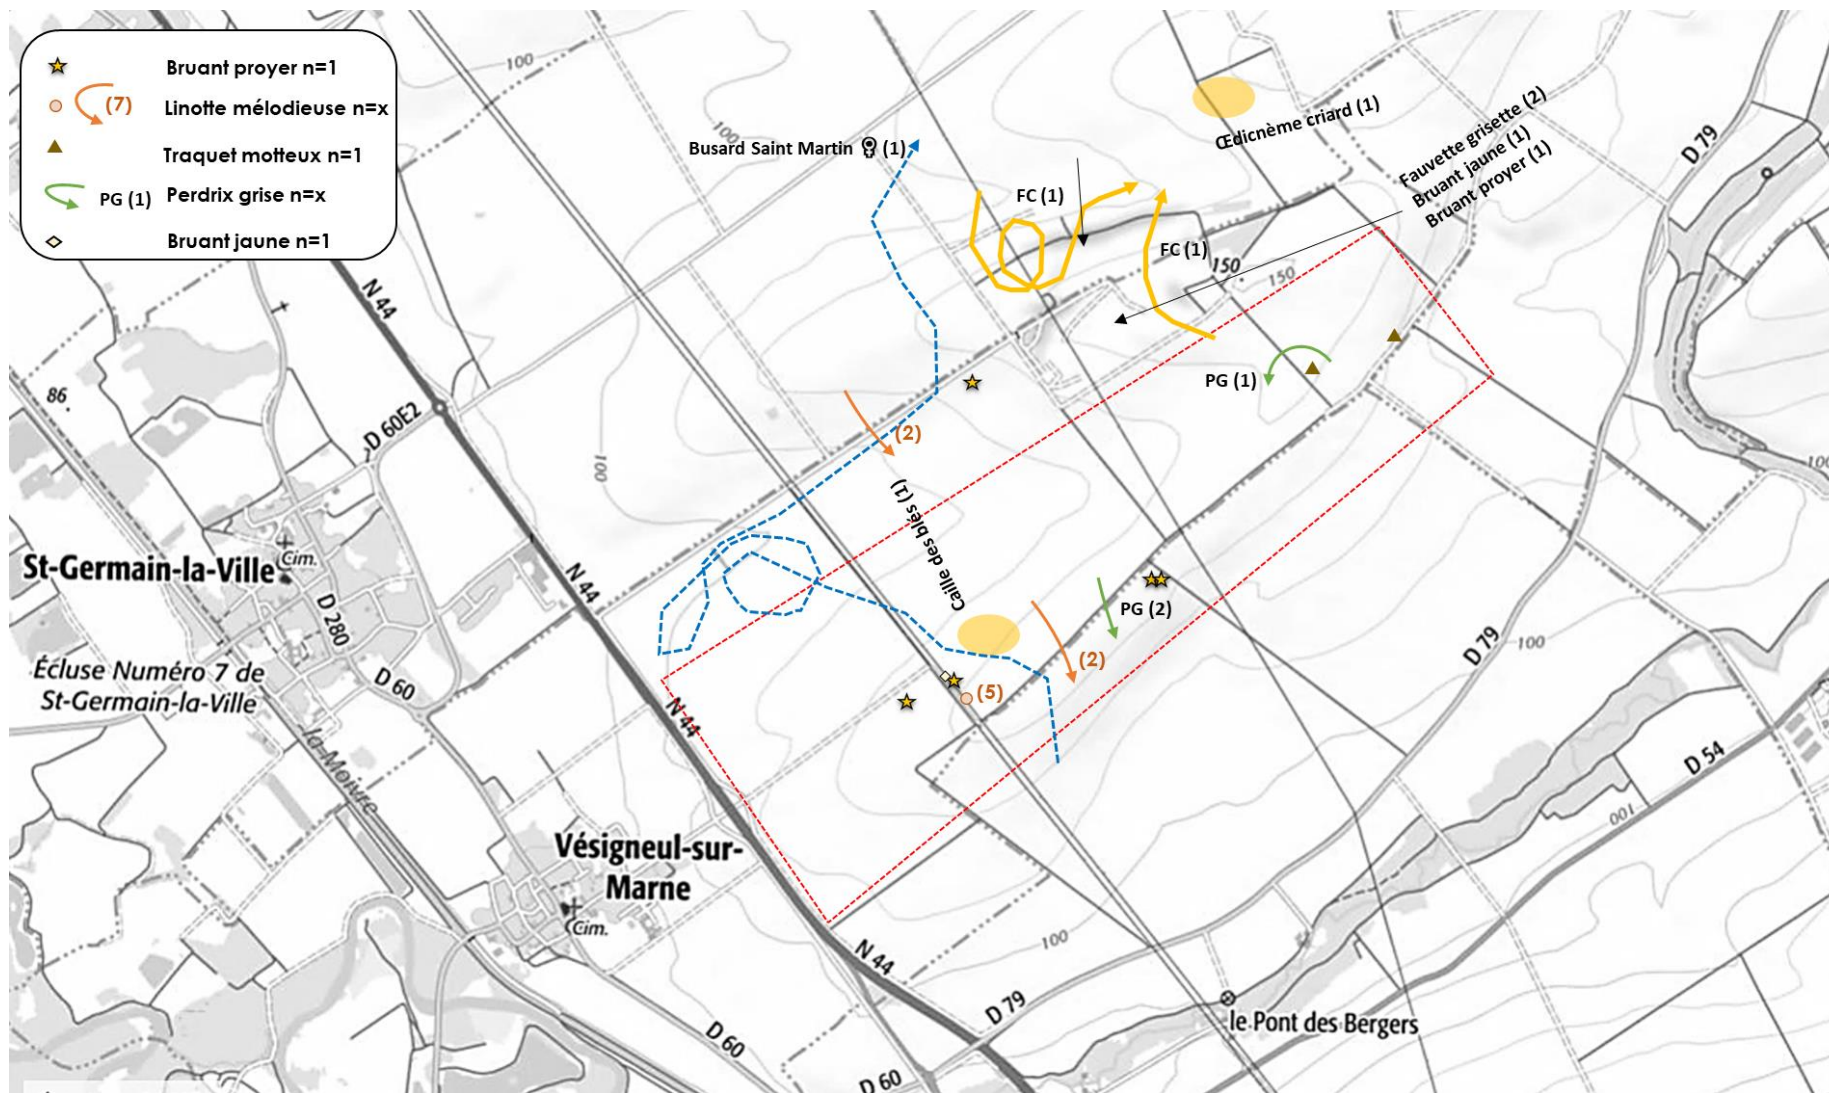 Bruant proyer n=1
(7) Linotte mélodieuse n=x
Traquet motteux n=1
PG (1) Perdrix grise n=x
Bruant jaune n=1
100
100
Busard Saint Martin (1)
Œdicnème criard (1)
Fauvette grisette (2)
Bruant jaune (1)
Bruant proyer (1)
D 79
FC (1)
FC (1)
150
150
N 44
86
D 60E2
PG (1)
(2)
100
100
Caille des blés (1)
St-Germain-la-Ville
Cim.
N 44
D 280
PG (2)
(2)
D 79
100
Écluse Numéro 7 de
St-Germain-la-Ville
D 60
(5)
N 44
la Moivre
D 54
100
Vésigneul-sur-
Marne
Cim.
100
N 44
D 79
le Pont des Bergers
D 60
D 60